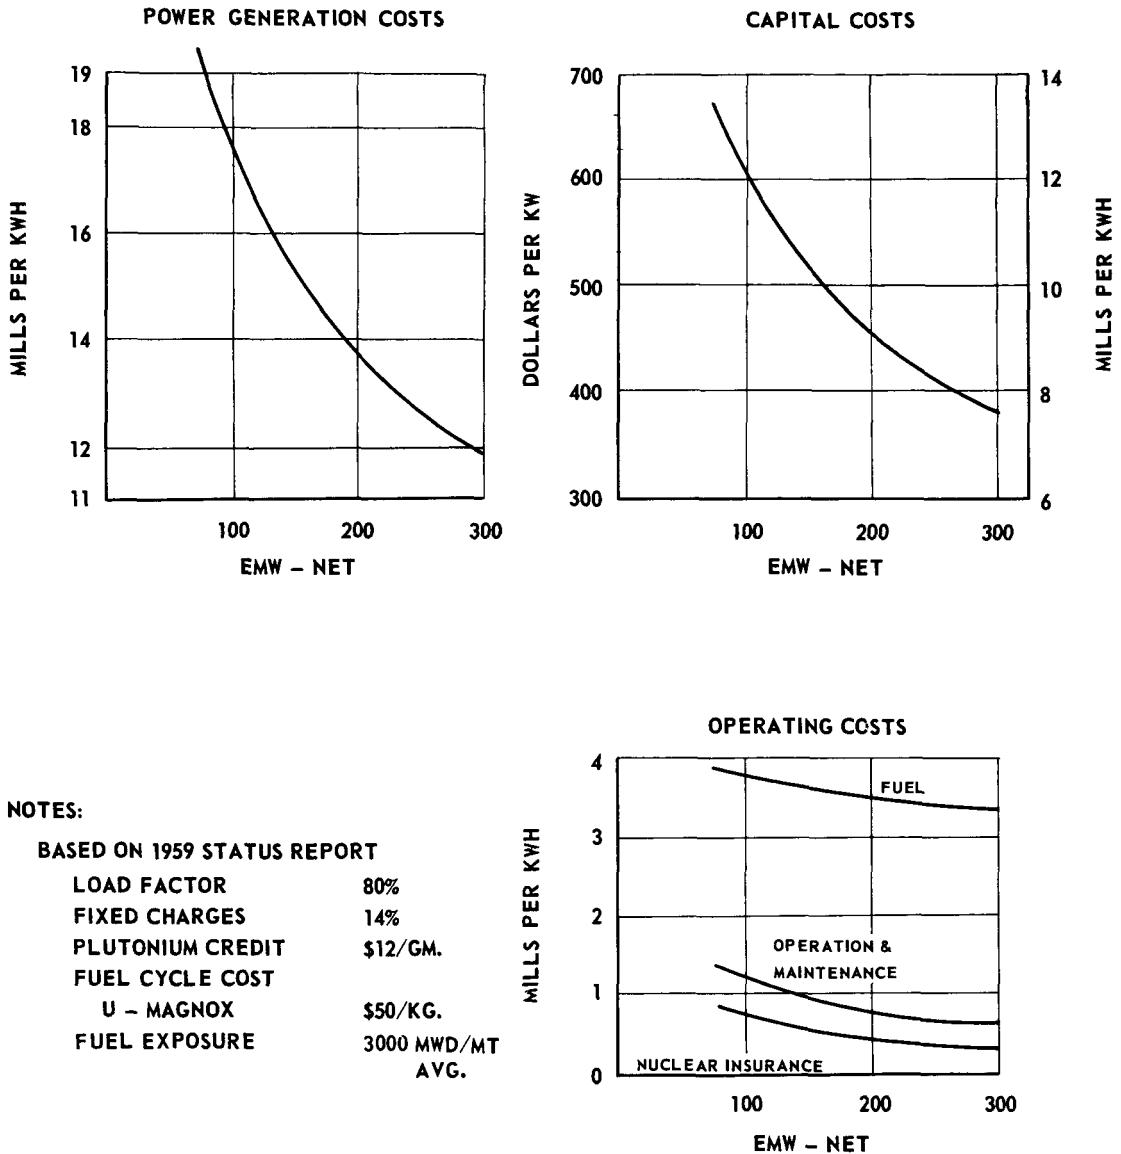 POWER GENERATION COSTS
19
18
16
14
12
11
MILLS PER KWH
100 200 300
EMW – NET
CAPITAL COSTS
700
600
500
400
300
DOLLARS PER KW
14
12
10
8
6
MILLS PER KWH
100 200 300
EMW – NET
OPERATING COSTS
4
3
2
1
0
MILLS PER KWH
FUEL
OPERATION &
MAINTENANCE
NUCLEAR INSURANCE
100 200 300
EMW – NET
NOTES:
BASED ON 1959 STATUS REPORT
LOAD FACTOR 80%
FIXED CHARGES 14%
PLUTONIUM CREDIT $12/GM.
FUEL CYCLE COST
U – MAGNOX $50/KG.
FUEL EXPOSURE 3000 MWD/MT
AVG.